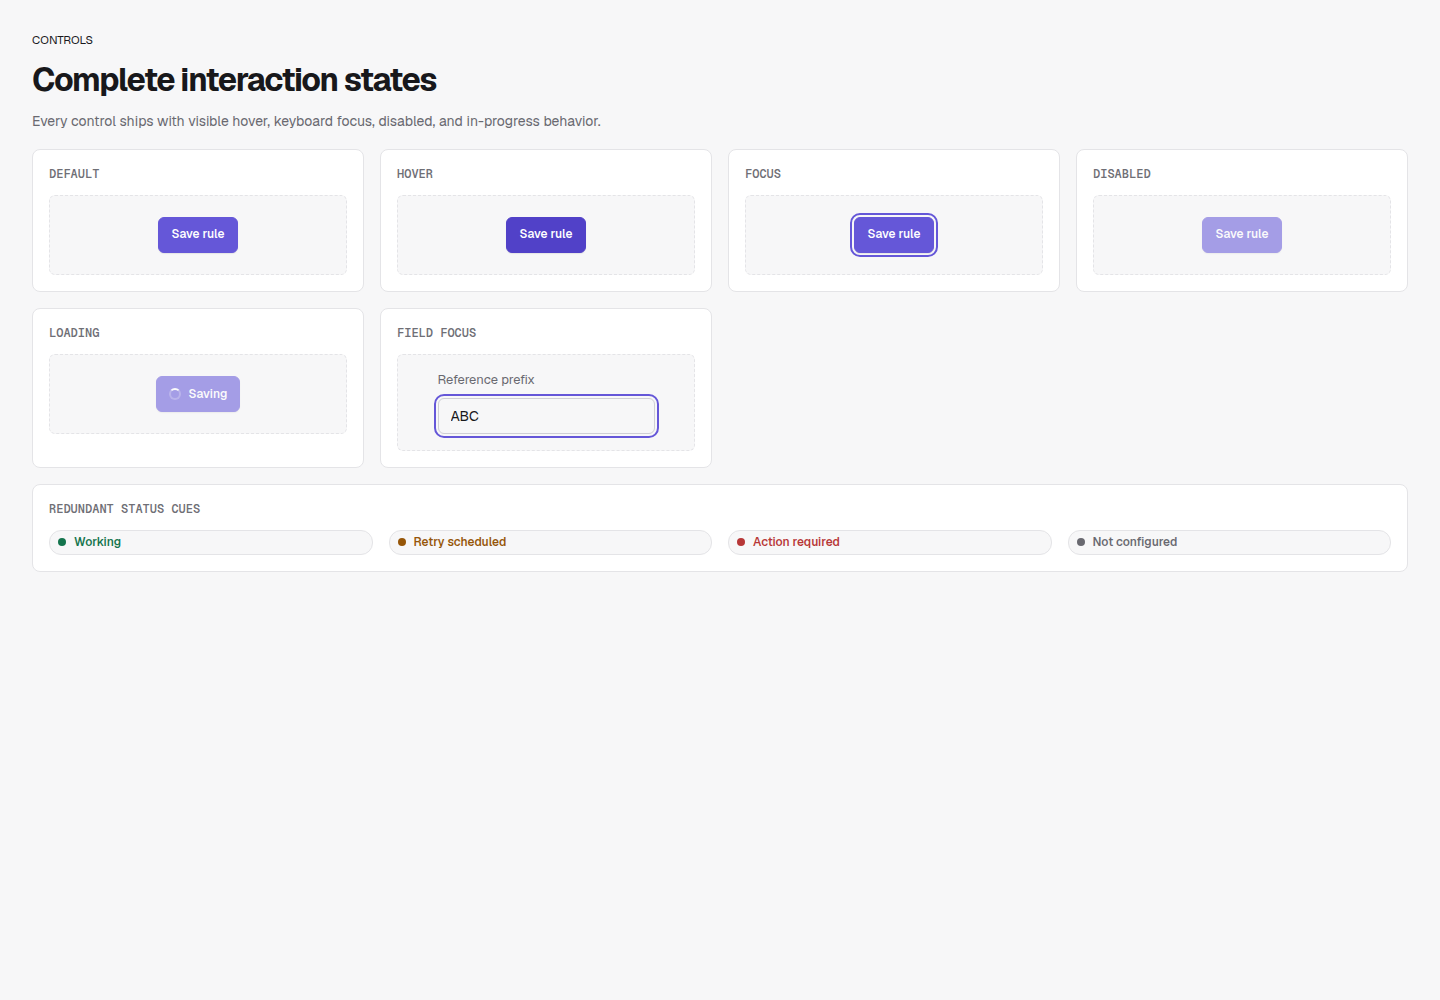 CONTROLS
Complete interaction states
Every control ships with visible hover, keyboard focus, disabled, and in-progress behavior.
DEFAULT
Save rule
HOVER
Save rule
FOCUS
Save rule
DISABLED
Save rule
LOADING
Saving
FIELD FOCUS
Reference prefix
ABC
REDUNDANT STATUS CUES
Working
Retry scheduled
Action required
Not configured